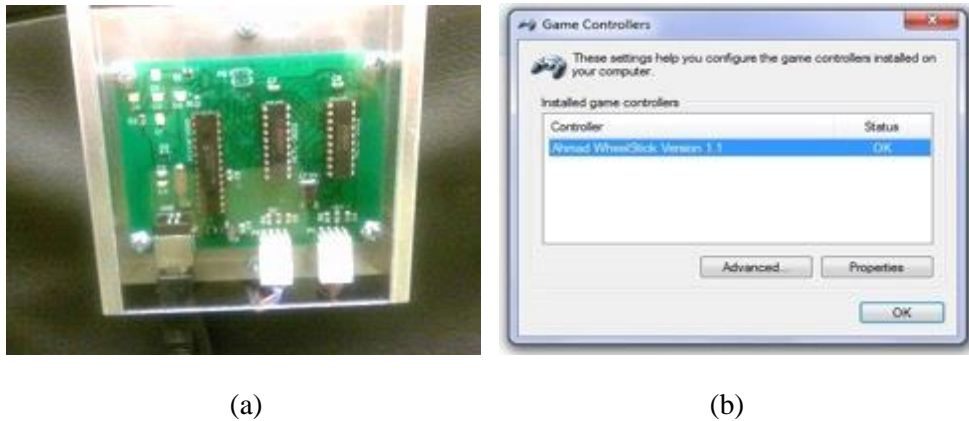 Game Controllers
These settings help you configure the game controllers installed on
your computer.
Installed game controllers
Controller Status
Ahmad WheelStick Version 1.1 OK
Advanced... Properties
OK
(a) (b)